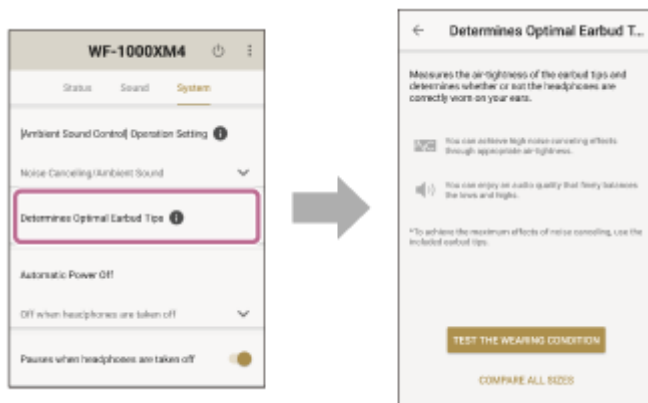 WF-1000XM4
Status Sound System
[Ambient Sound Control] Operation Setting
Noise Canceling/Ambient Sound
Determines Optimal Earbud Tips
Automatic Power Off
Off when headphones are taken off
Pauses when headphones are taken off
Determines Optimal Earbud T...
Measures the air-tightness of the earbud tips and
determines whether or not the headphones are
correctly worn on your ears.
You can achieve high noise canceling effects
through appropriate air-tightness.
You can enjoy an audio quality that finely balances
the lows and highs.
*To achieve the maximum effects of noise canceling, use the
included earbud tips.
TEST THE WEARING CONDITION
COMPARE ALL SIZES